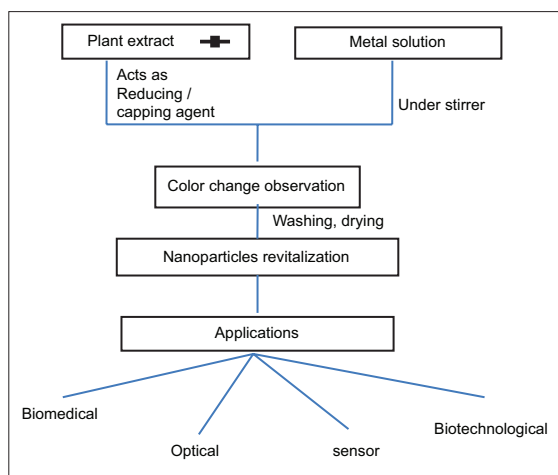 Plant extract
Metal solution
Acts as
Reducing /
capping agent
Under stirrer
Color change observation
Washing, drying
Nanoparticles revitalization
Applications
Biomedical
Optical
sensor
Biotechnological